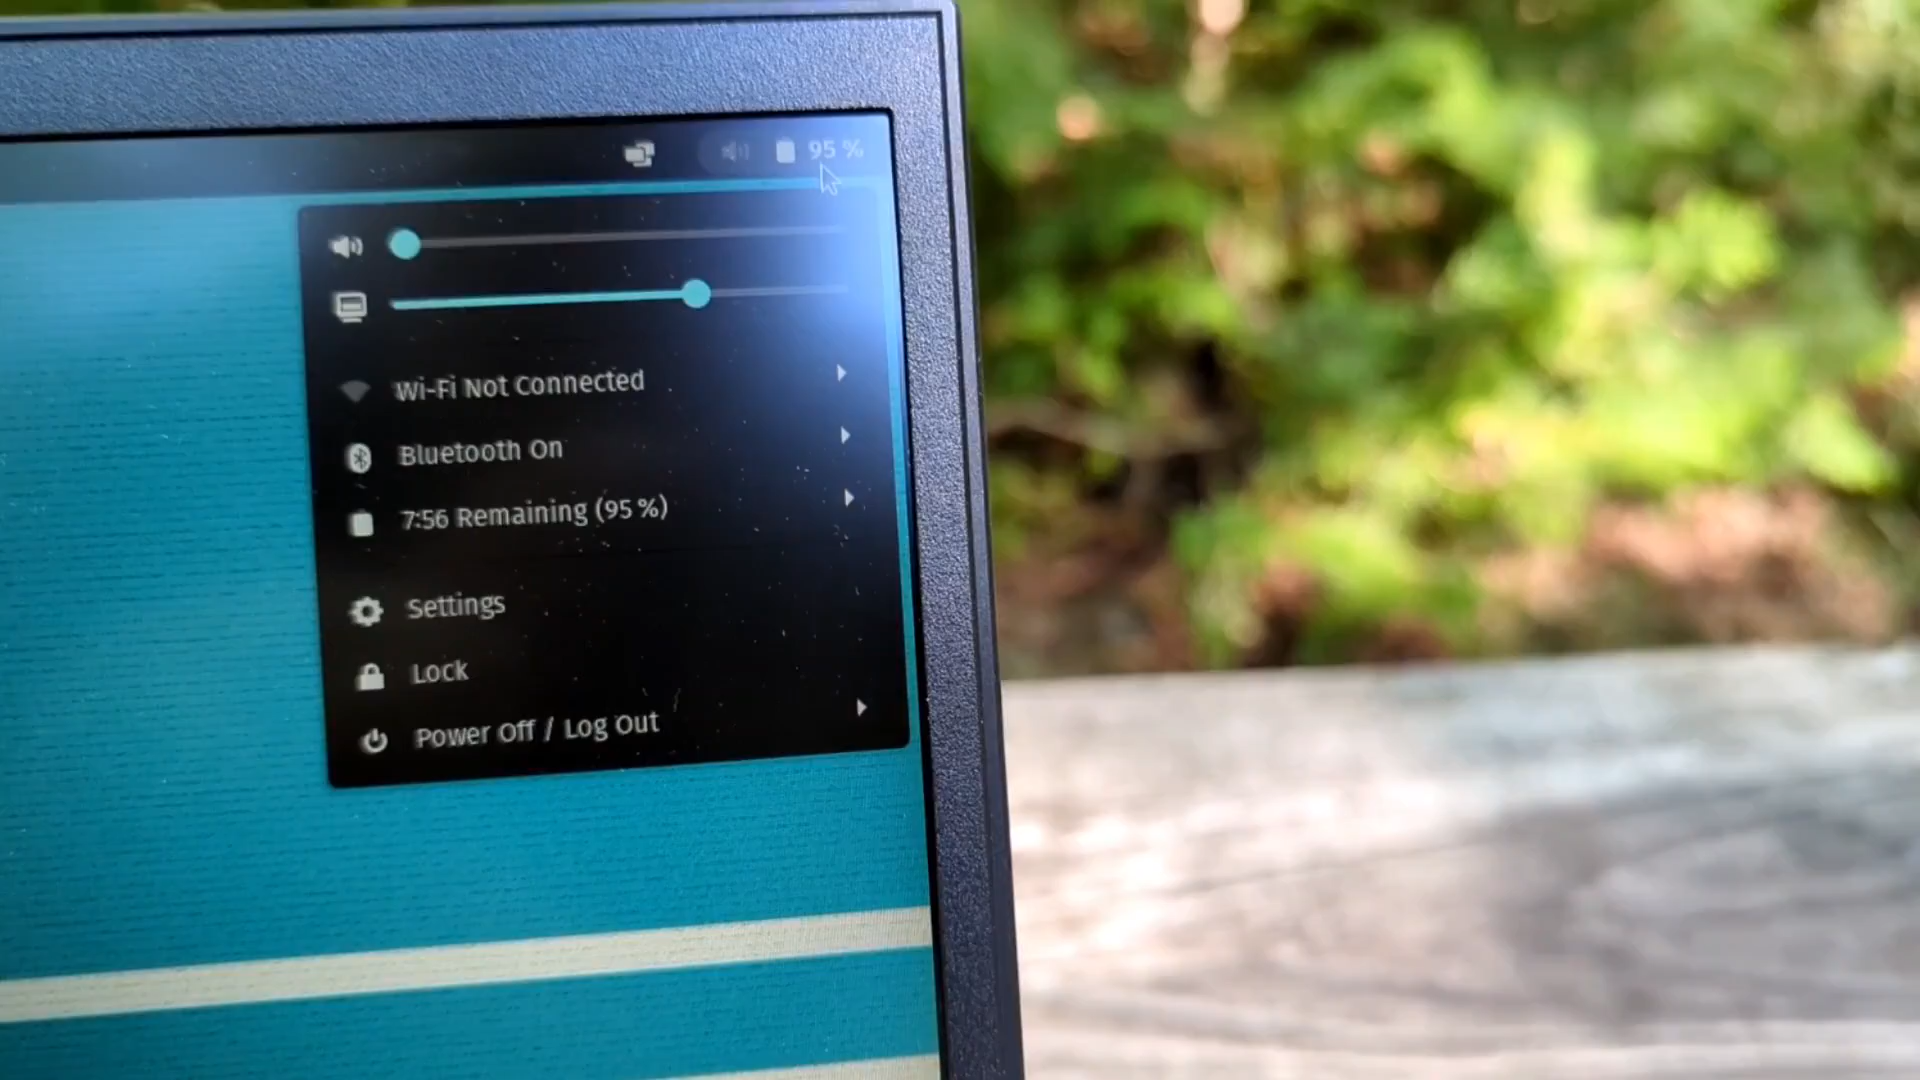 95 %
Wi-Fi Not Connected
Bluetooth On
7:56 Remaining (95 %)
Settings
Lock
Power Off / Log Out